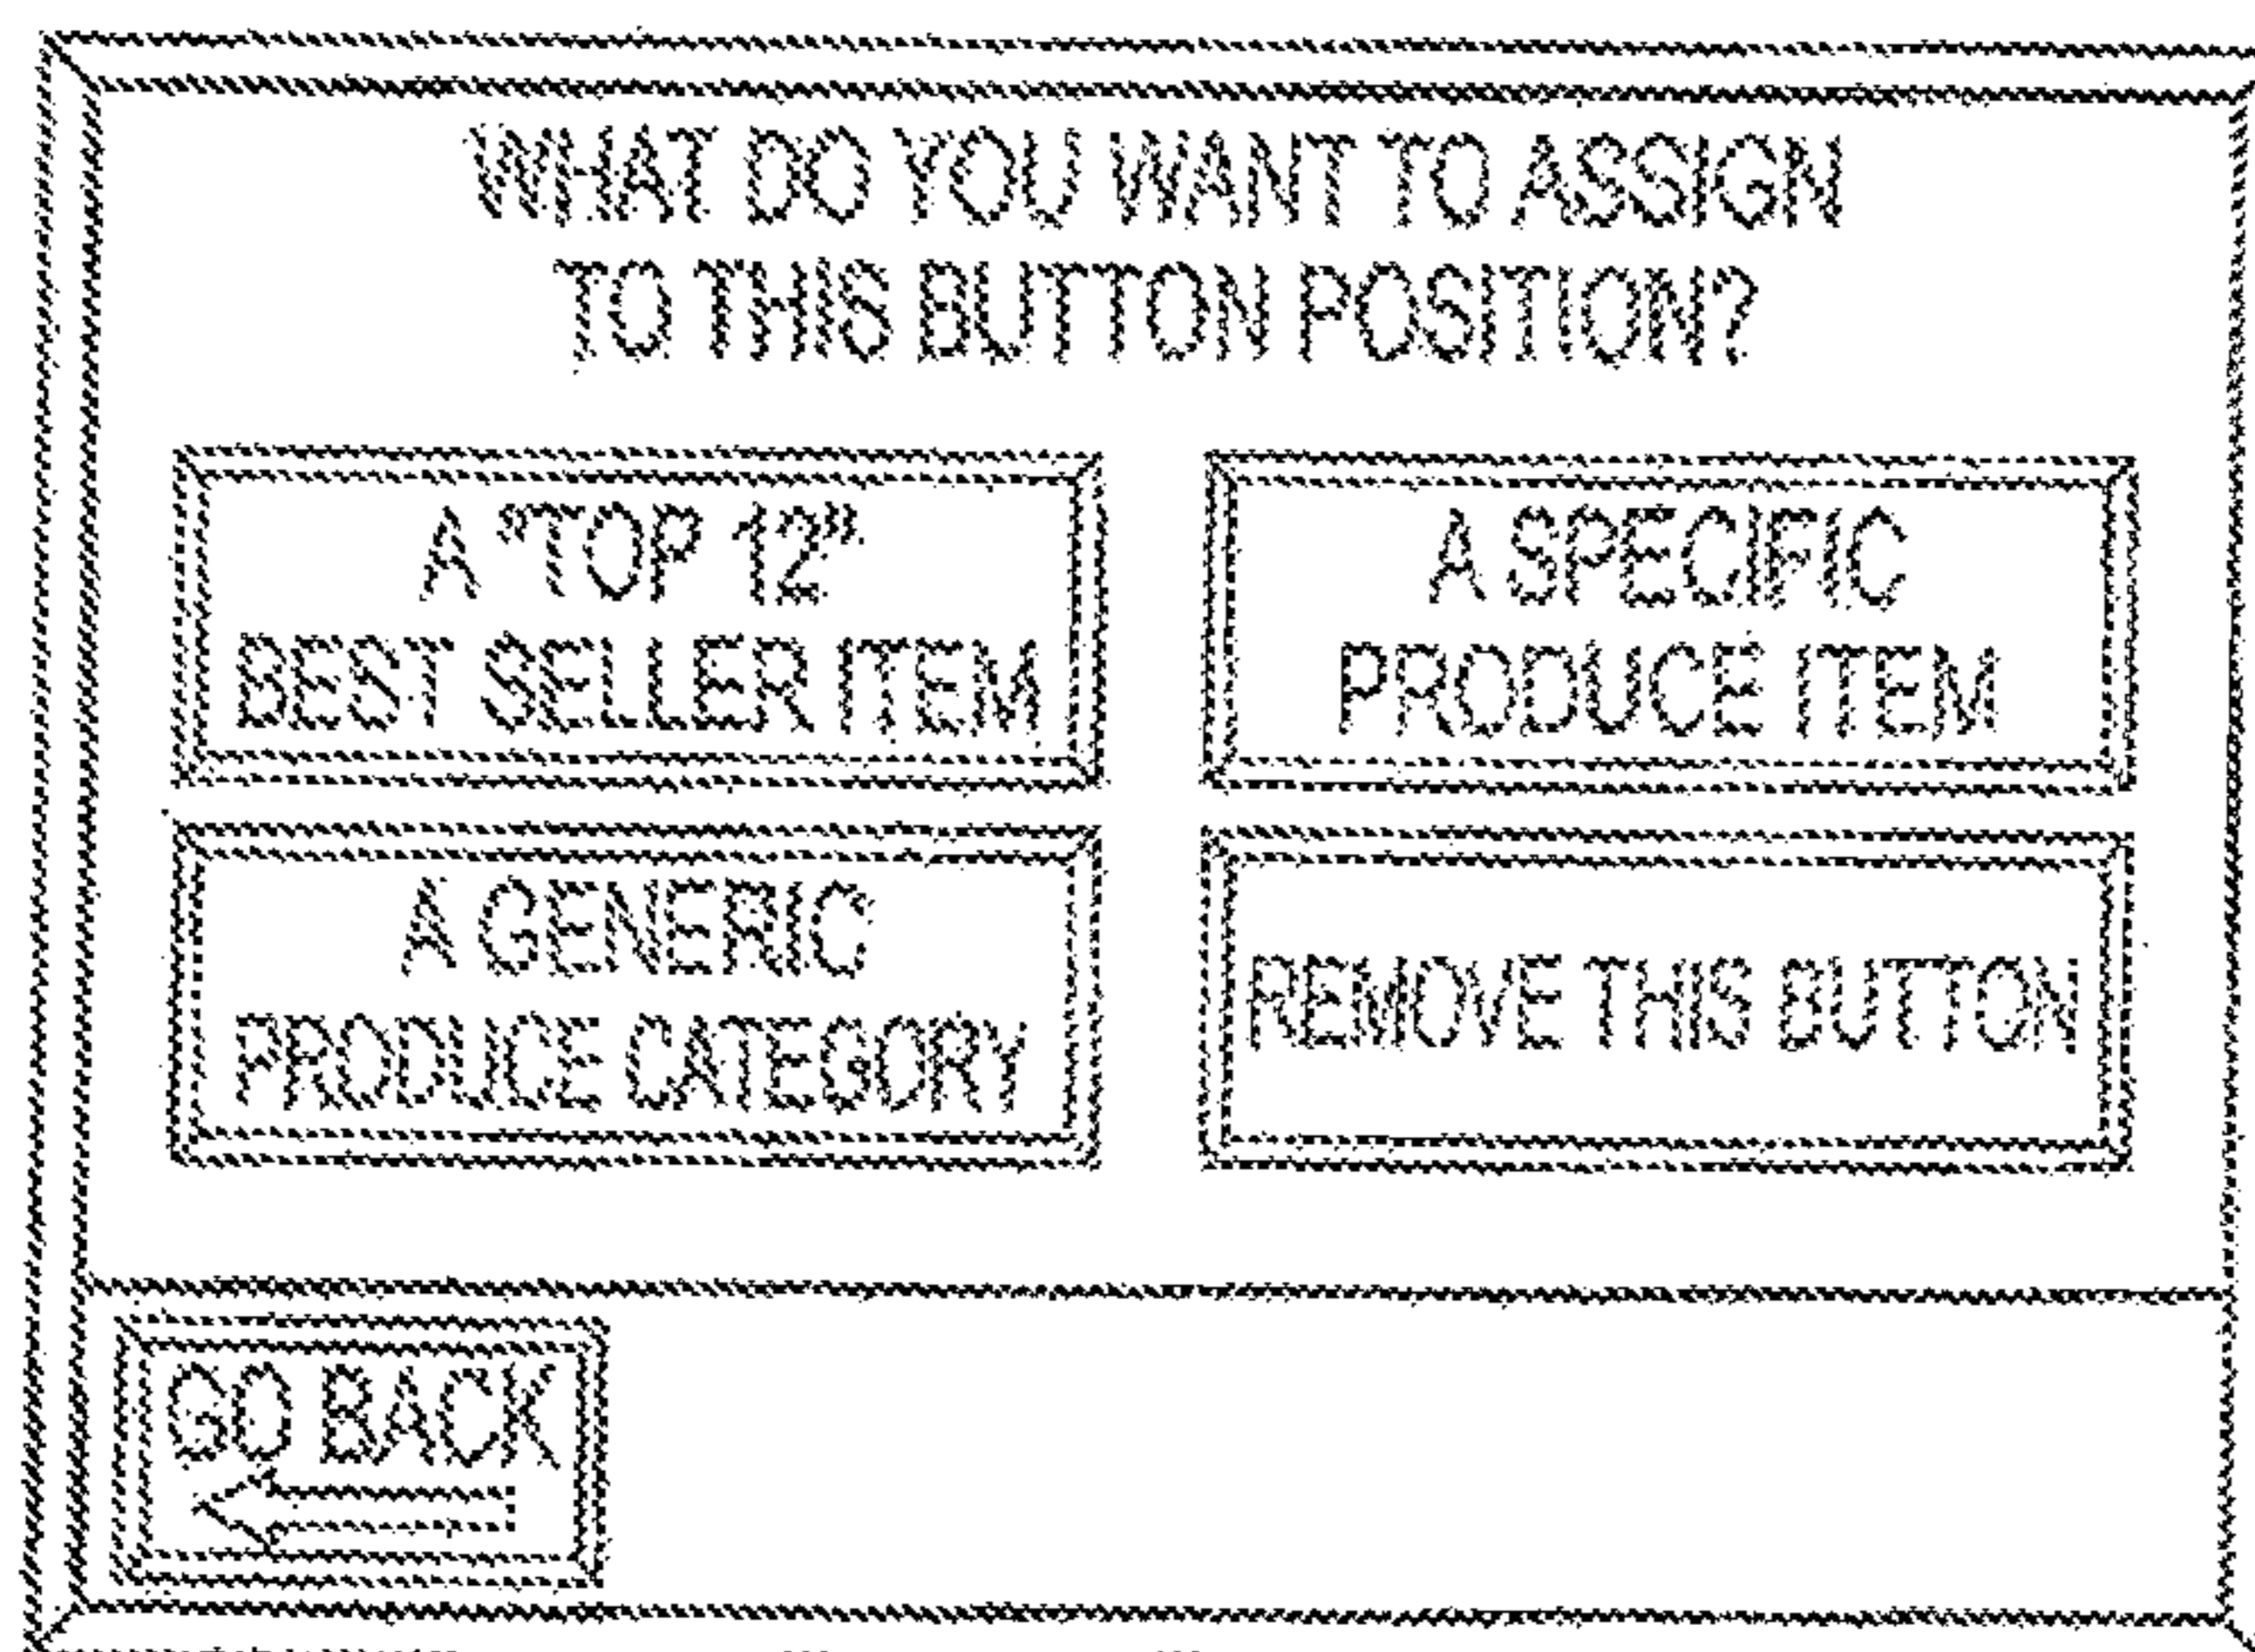 WHAT DO YOU WANT TO ASSIGN
TO THIS BUTTON POSITION?
A "TOP 12"
BEST SELLER ITEM
A SPECIFIC
PRODUCE ITEM
A GENERIC
PRODUCE CATEGORY
REMOVE THIS BUTTON
GO BACK